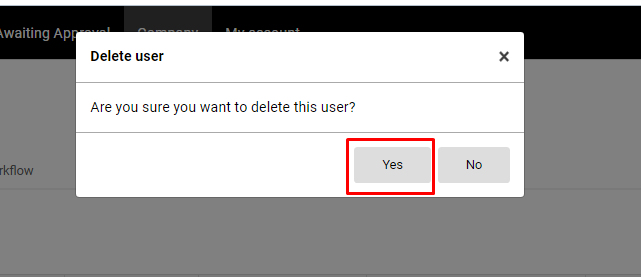 Awaiting Approval Company My account
Delete user ×
Are you sure you want to delete this user?
Yes No
rkflow